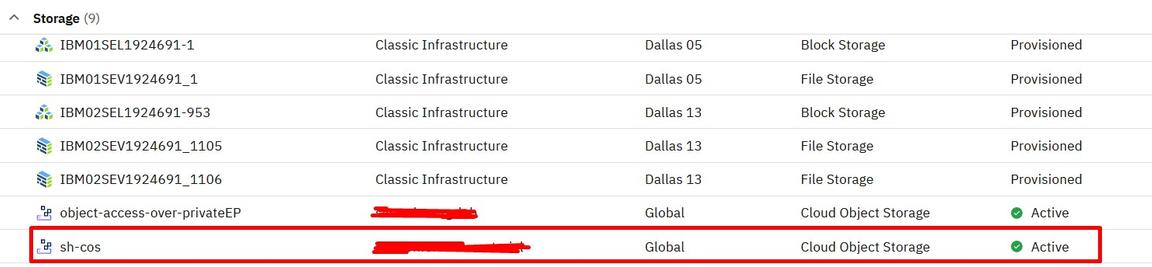 Storage (9)
IBM01SEL1924691-1 Classic Infrastructure Dallas 05 Block Storage Provisioned
IBM01SEV1924691_1 Classic Infrastructure Dallas 05 File Storage Provisioned
IBM02SEL1924691-953 Classic Infrastructure Dallas 13 Block Storage Provisioned
IBM02SEV1924691_1105 Classic Infrastructure Dallas 13 File Storage Provisioned
IBM02SEV1924691_1106 Classic Infrastructure Dallas 13 File Storage Provisioned
object-access-over-privateEP Global Cloud Object Storage Active
sh-cos Global Cloud Object Storage Active